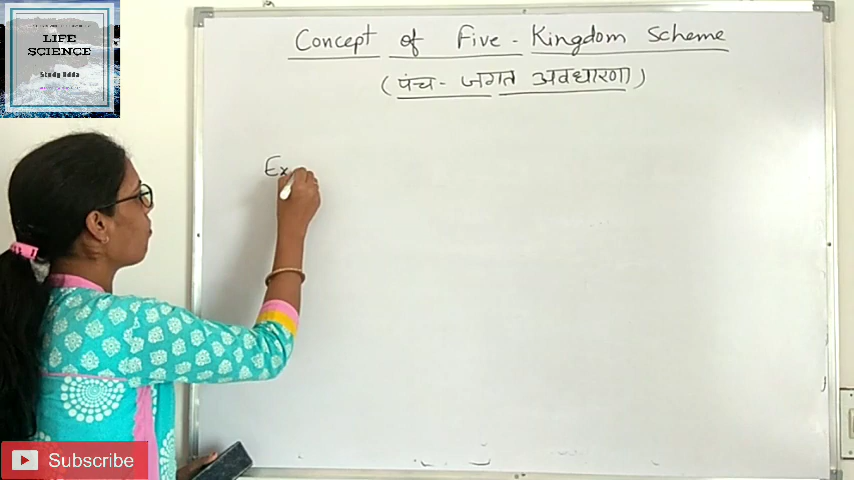 LIFE
SCIENCE
Study Adda
Concept of Five - Kingdom Scheme
(पंच- जगत अवधारणा)
Ex
Subscribe